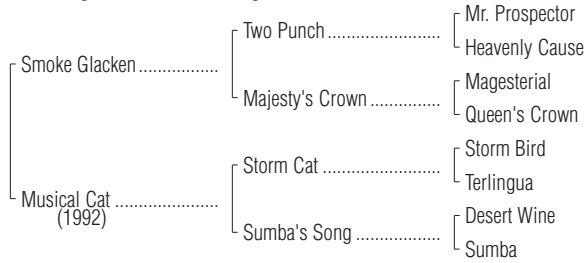 Mr. Prospector
Two Punch .......................
Heavenly Cause
Smoke Glacken ................
Magesterial
Majesty's Crown ..............
Queen's Crown
Storm Bird
Storm Cat ........................
Terlingua
Musical Cat .....................
(1992)
Desert Wine
Sumba's Song .................
Sumba